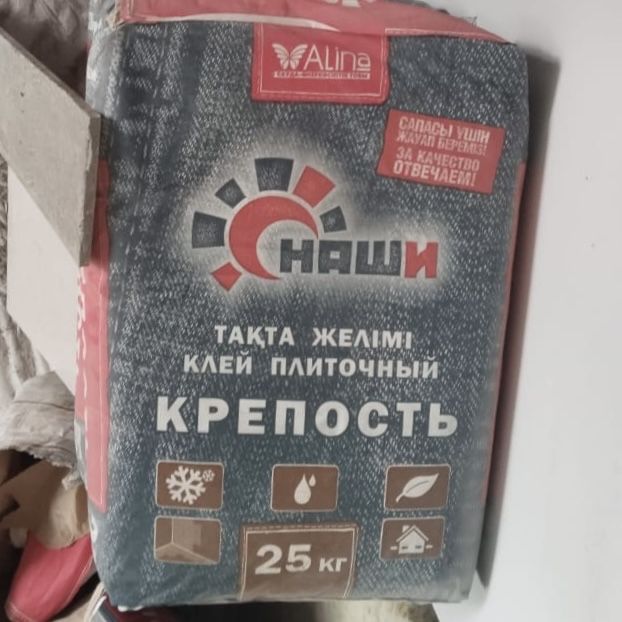 Alina
САПАСЫ ҮШІН
ЖАУАП БЕРЕМІЗ!
ЗА КАЧЕСТВО
ОТВЕЧАЕМ!
НАШИ
ТАҚТА ЖЕЛІМІ
КЛЕЙ ПЛИТОЧНЫЙ
КРЕПОСТЬ
25 КГ